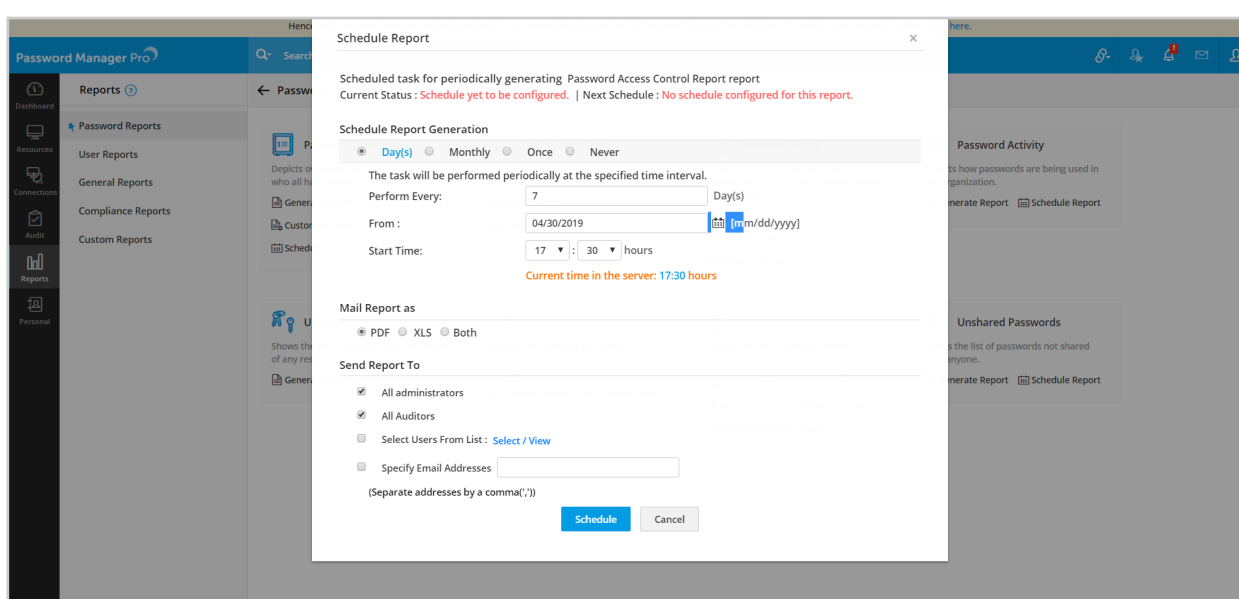 here.
Password Manager Pro
Search
Dashboard
Resources
Connections
Audit
Reports
Personal
Reports
Password Reports
User Reports
General Reports
Compliance Reports
Custom Reports
Schedule Report
×
Scheduled task for periodically generating Password Access Control Report report
Current Status : Schedule yet to be configured. | Next Schedule : No schedule configured for this report.
Schedule Report Generation
Day(s) Monthly Once Never
The task will be performed periodically at the specified time interval.
Perform Every: 7 Day(s)
From : 04/30/2019 [mm/dd/yyyy]
Start Time: 17 : 30 hours
Current time in the server: 17:30 hours
Mail Report as
PDF XLS Both
Send Report To
All administrators
All Auditors
Select Users From List : Select / View
Specify Email Addresses
(Separate addresses by a comma(','))
Schedule Cancel
Password Activity
how passwords are being used in
Schedule Report
Unshared Passwords
the list of passwords not shared
Report Schedule Report